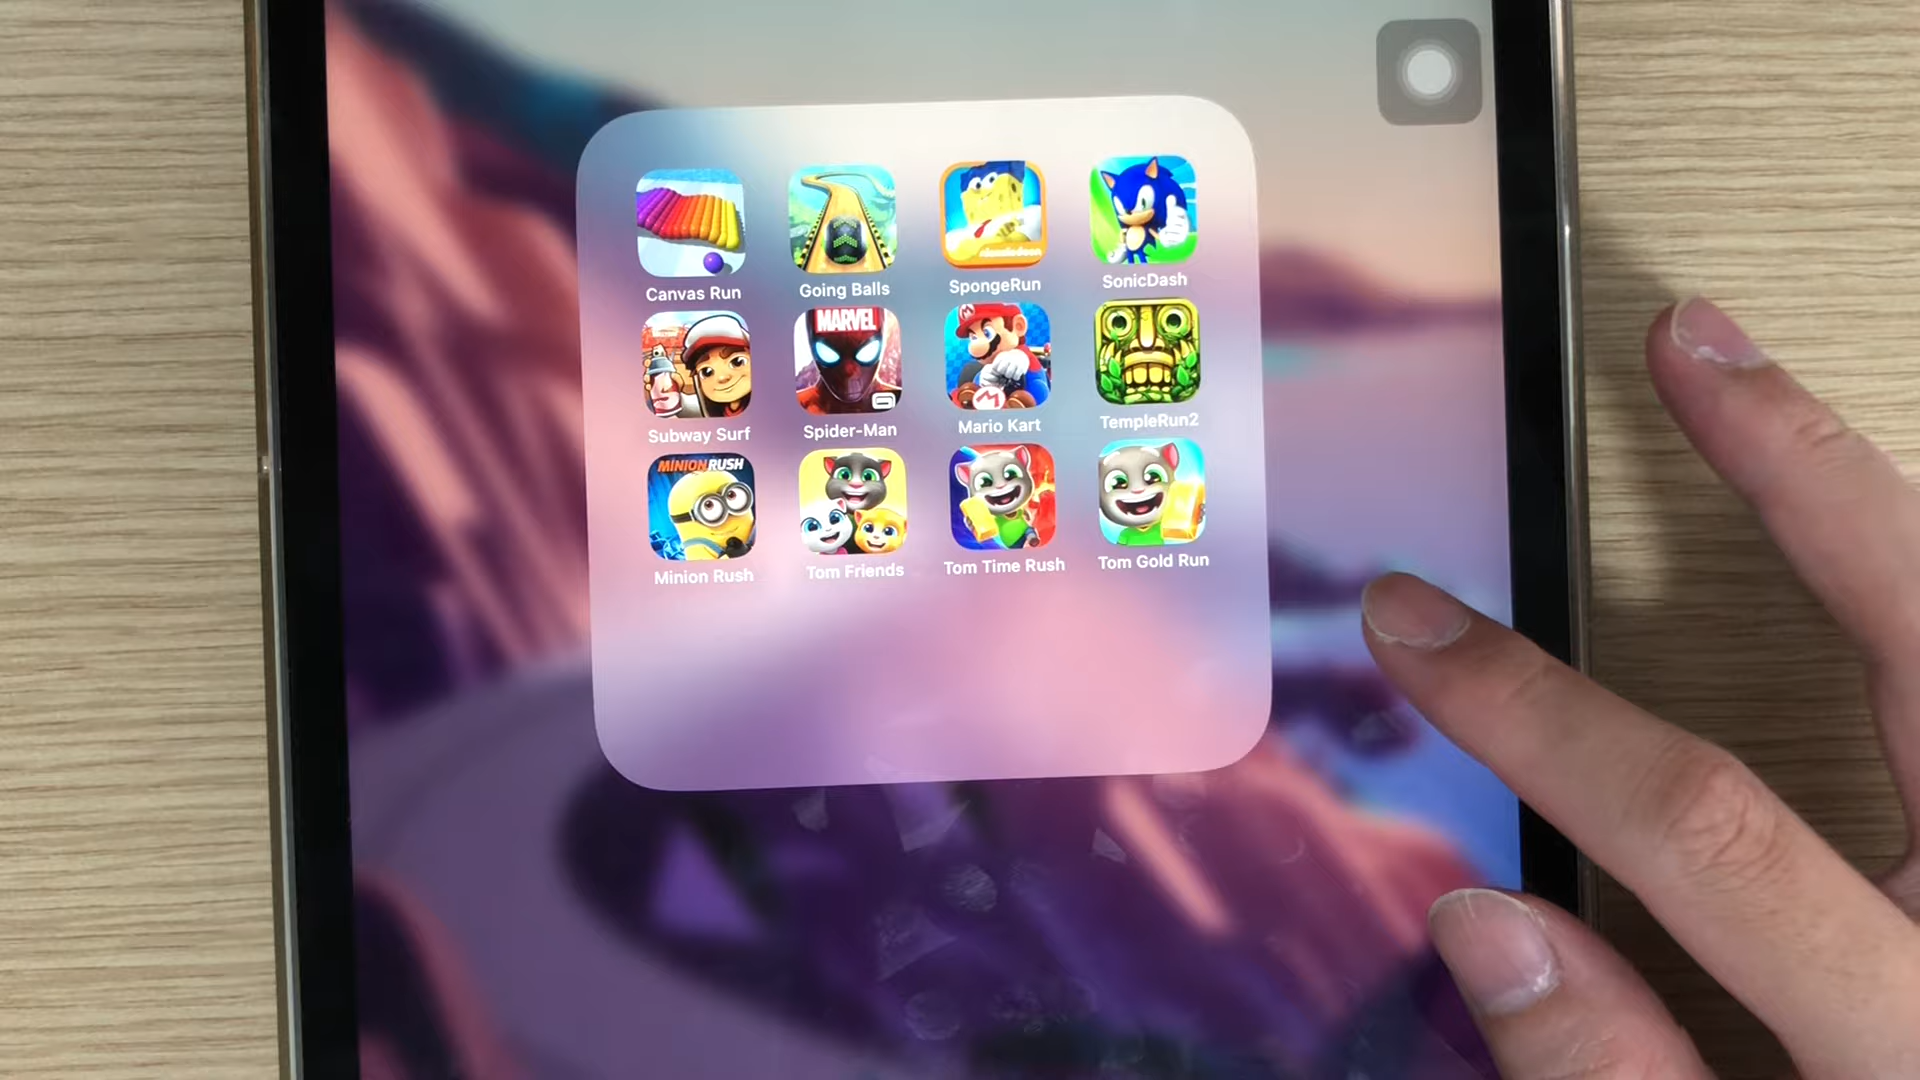 Canvas Run
Going Balls
nickelodeon
SpongeRun
SonicDash
Subway Surf
MARVEL
Spider-Man
M
Mario Kart
TempleRun2
MINION RUSH
Minion Rush
Tom Friends
Tom Time Rush
Tom Gold Run